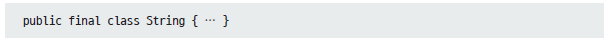 public final class String { ⋯ }